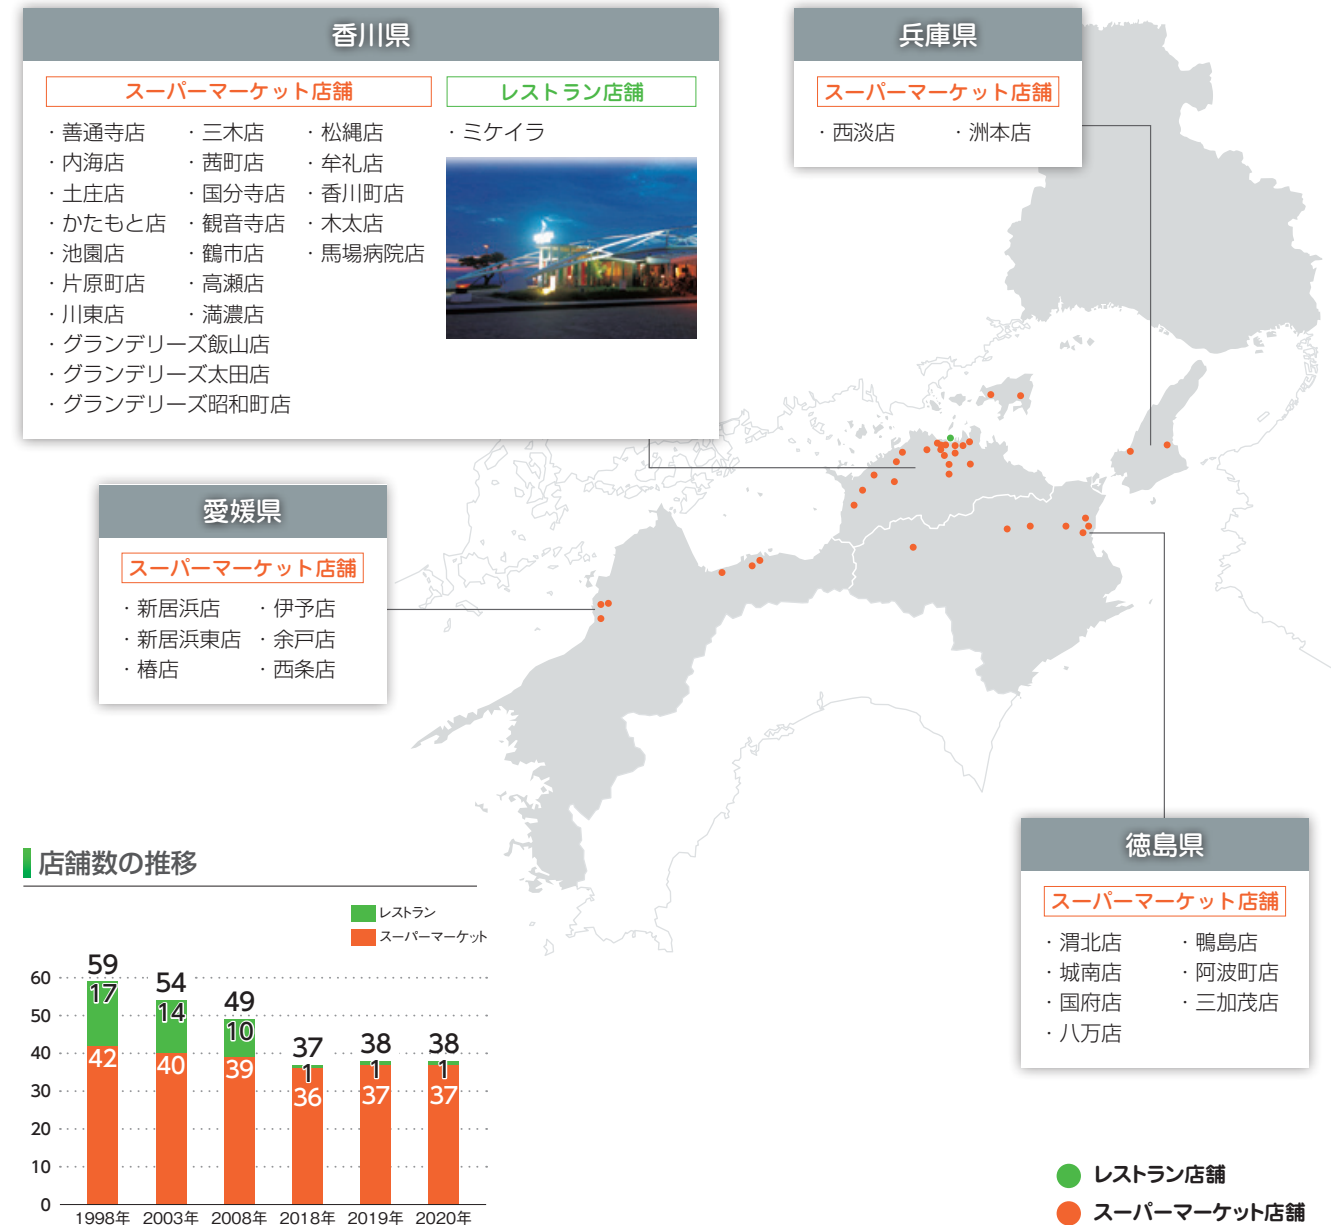 香川県
スーパーマーケット店舗
・善通寺店 ・三木店 ・松縄店
・内海店 ・茜町店 ・牟礼店
・土庄店 ・国分寺店 ・香川町店
・かたもと店 ・観音寺店 ・木太店
・池園店 ・鶴市店 ・馬場病院店
・片原町店 ・高瀬店
・川東店 ・満濃店
・グランデリーズ飯山店
・グランデリーズ太田店
・グランデリーズ昭和町店
レストラン店舗
・ミケイラ
兵庫県
スーパーマーケット店舗
・西淡店 ・洲本店
愛媛県
スーパーマーケット店舗
・新居浜店 ・伊予店
・新居浜東店 ・余戸店
・椿店 ・西条店
徳島県
スーパーマーケット店舗
・渭北店 ・鴨島店
・城南店 ・阿波町店
・国府店 ・三加茂店
・八万店
店舗数の推移
レストラン
スーパーマーケット
60
50
40
30
20
10
0
59
17
42
54
14
40
49
10
39
37
1
36
38
1
37
38
1
37
1998年 2003年 2008年 2018年 2019年 2020年
レストラン店舗
スーパーマーケット店舗